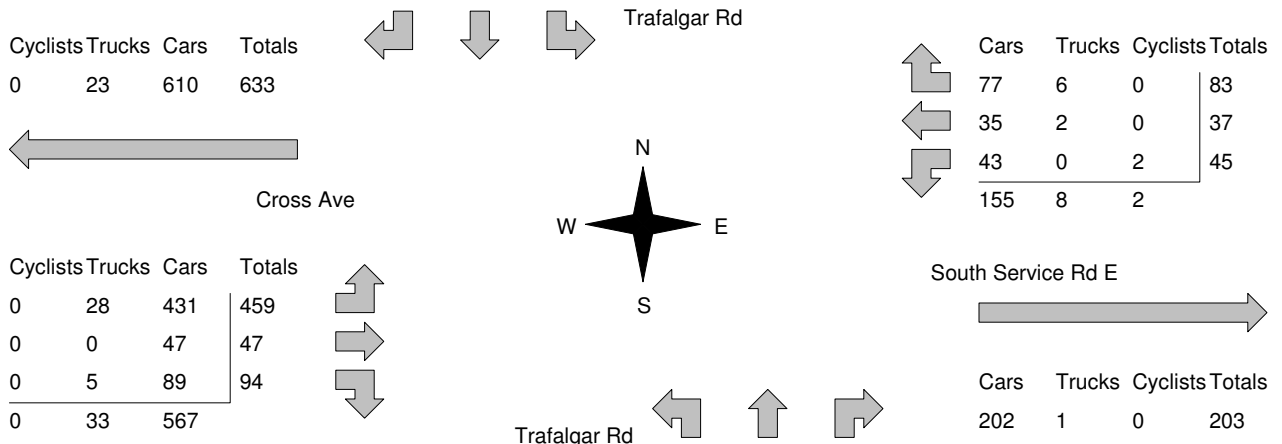 Trafalgar Rd
Cyclists Trucks Cars Totals
0 23 610 633
Cars Trucks Cyclists Totals
77 6 0 83
35 2 0 37
43 0 2 45
155 8 2
Cross Ave
N
W E
S
Cyclists Trucks Cars Totals
0 28 431 459
0 0 47 47
0 5 89 94
0 33 567
South Service Rd E
Cars Trucks Cyclists Totals
202 1 0 203
Trafalgar Rd